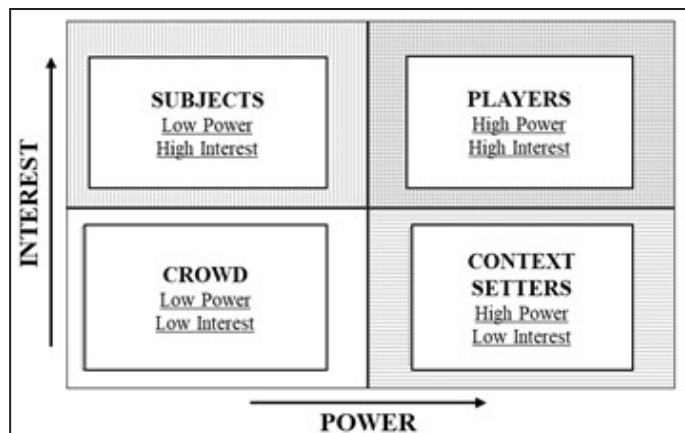 SUBJECTS
Low Power
High Interest
PLAYERS
High Power
High Interest
INTEREST
CROWD
Low Power
Low Interest
CONTEXT
SETTERS
High Power
Low Interest
POWER